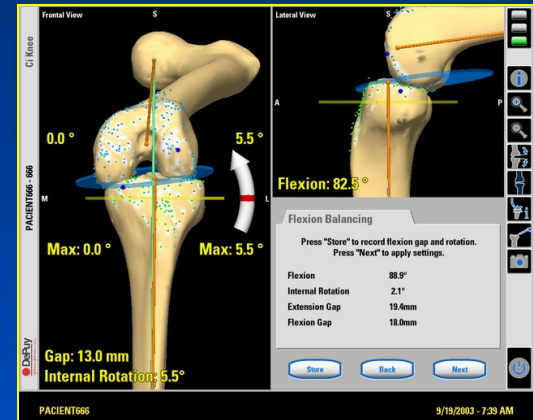 Frontal View
S
Lateral View
S
Ci Knee
0.0 °
5.5 °
A
P
Flexion: 82.5 °
PACIENT666 - 666
M
L
Max: 0.0 °
Max: 5.5 °
Flexion Balancing
Press "Store" to record flexion gap and rotation.
Press "Next" to apply settings.
Flexion 88.9°
Internal Rotation 2.1°
Extension Gap 19.4mm
Flexion Gap 18.0mm
Gap: 13.0 mm
Internal Rotation: 5.5°
Store
Back
Next
DePuy
PACIENT666
9/19/2003 - 7:39 AM